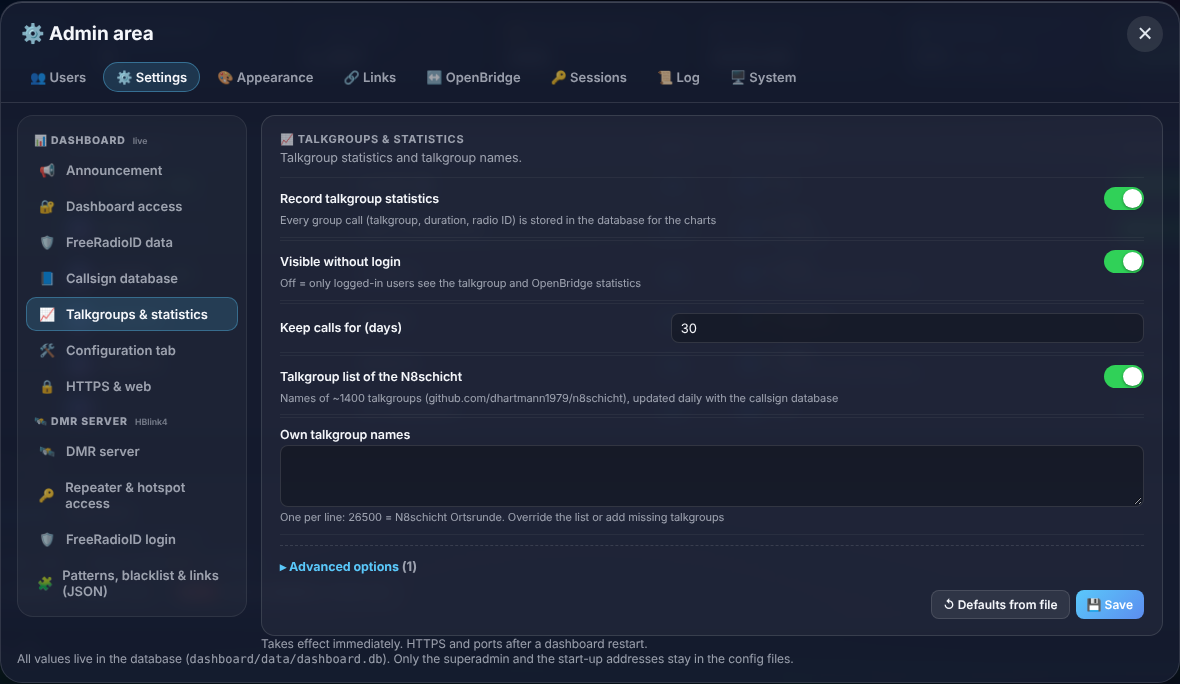 Admin area
Users
Settings
Appearance
Links
OpenBridge
Sessions
Log
System
DASHBOARD live
Announcement
Dashboard access
FreeRadioID data
Callsign database
Talkgroups & statistics
Configuration tab
HTTPS & web
DMR SERVER HBlink4
DMR server
Repeater & hotspot
access
FreeRadioID login
Patterns, blacklist & links
(JSON)
TALKGROUPS & STATISTICS
Talkgroup statistics and talkgroup names.
Record talkgroup statistics
Every group call (talkgroup, duration, radio ID) is stored in the database for the charts
Visible without login
Off = only logged-in users see the talkgroup and OpenBridge statistics
Keep calls for (days)
30
Talkgroup list of the N8schicht
Names of ~1400 talkgroups (github.com/dhartmann1979/n8schicht), updated daily with the callsign database
Own talkgroup names
One per line: 26500 = N8schicht Ortsrunde. Override the list or add missing talkgroups
▸ Advanced options (1)
↺ Defaults from file
Save
Takes effect immediately. HTTPS and ports after a dashboard restart.
All values live in the database (dashboard/data/dashboard.db). Only the superadmin and the start-up addresses stay in the config files.